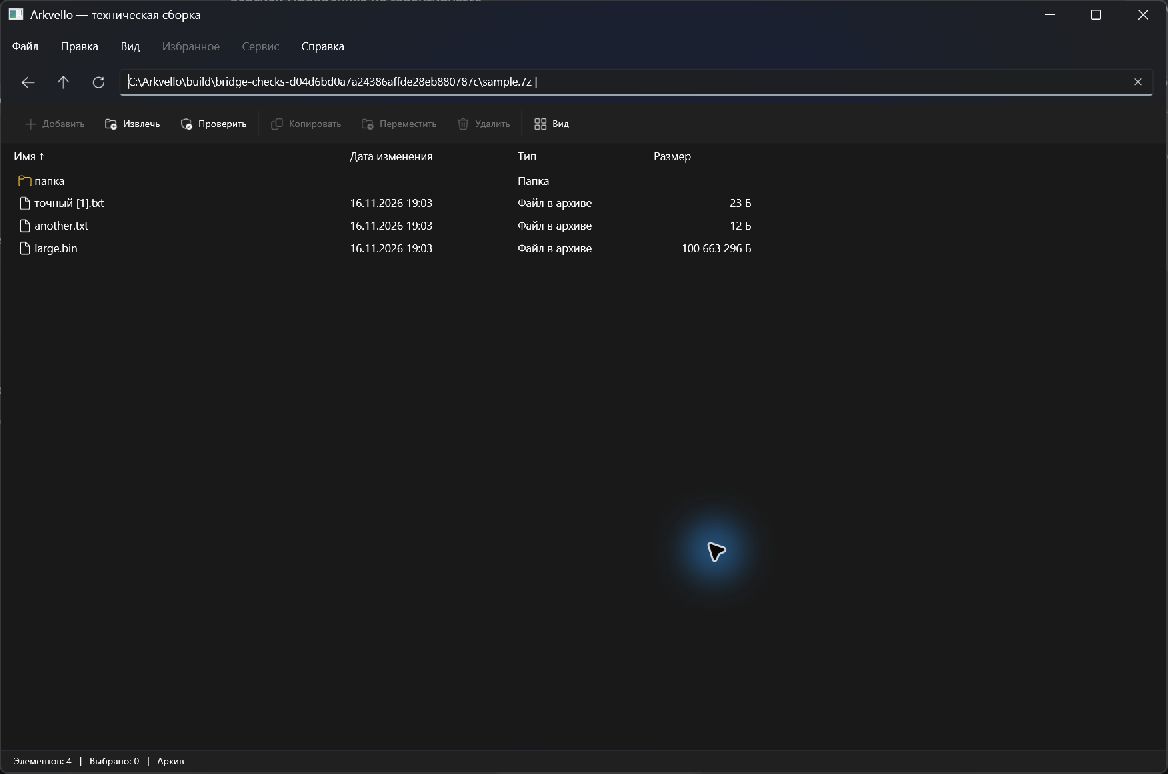 Arkvello — техническая сборка
Файл Правка Вид Избранное Сервис Справка
C:\Arkvello\build\bridge-checks-d04d6bd0a7a24386affde28eb880787c\sample.7z |
Добавить Извлечь Проверить Копировать Переместить Удалить Вид
Имя ↑ Дата изменения Тип Размер
папка Папка
точный [1].txt 16.11.2026 19:03 Файл в архиве 23 Б
another.txt 16.11.2026 19:03 Файл в архиве 12 Б
large.bin 16.11.2026 19:03 Файл в архиве 100 663 296 Б
Элементов: 4 | Выбрано: 0 | Архив